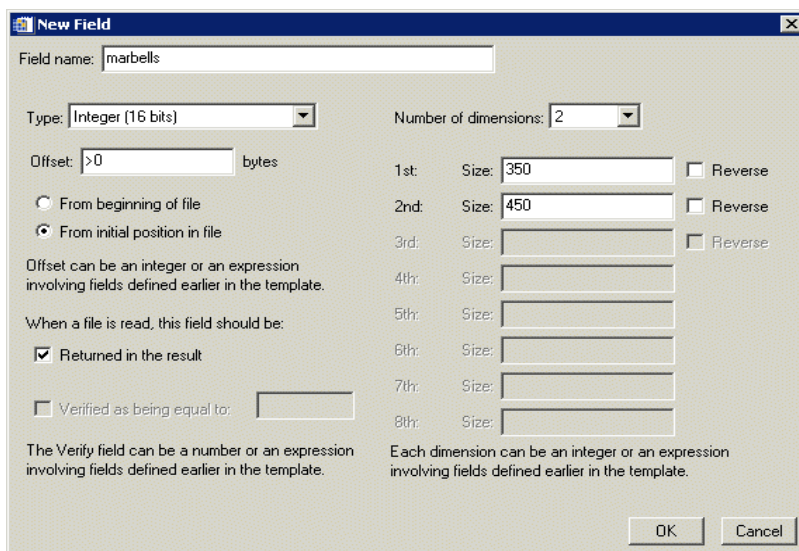 New Field
Field name: marbells
Type: Integer (16 bits)
Number of dimensions: 2
Offset: >0 bytes
1st: Size: 350 Reverse
From beginning of file
2nd: Size: 450 Reverse
From initial position in file
3rd: Size: Reverse
Offset can be an integer or an expression
involving fields defined earlier in the template.
4th: Size:
5th: Size:
When a file is read, this field should be:
6th: Size:
Returned in the result
7th: Size:
Verified as being equal to:
8th: Size:
The Verify field can be a number or an expression
involving fields defined earlier in the template.
Each dimension can be an integer or an expression
involving fields defined earlier in the template.
OK Cancel